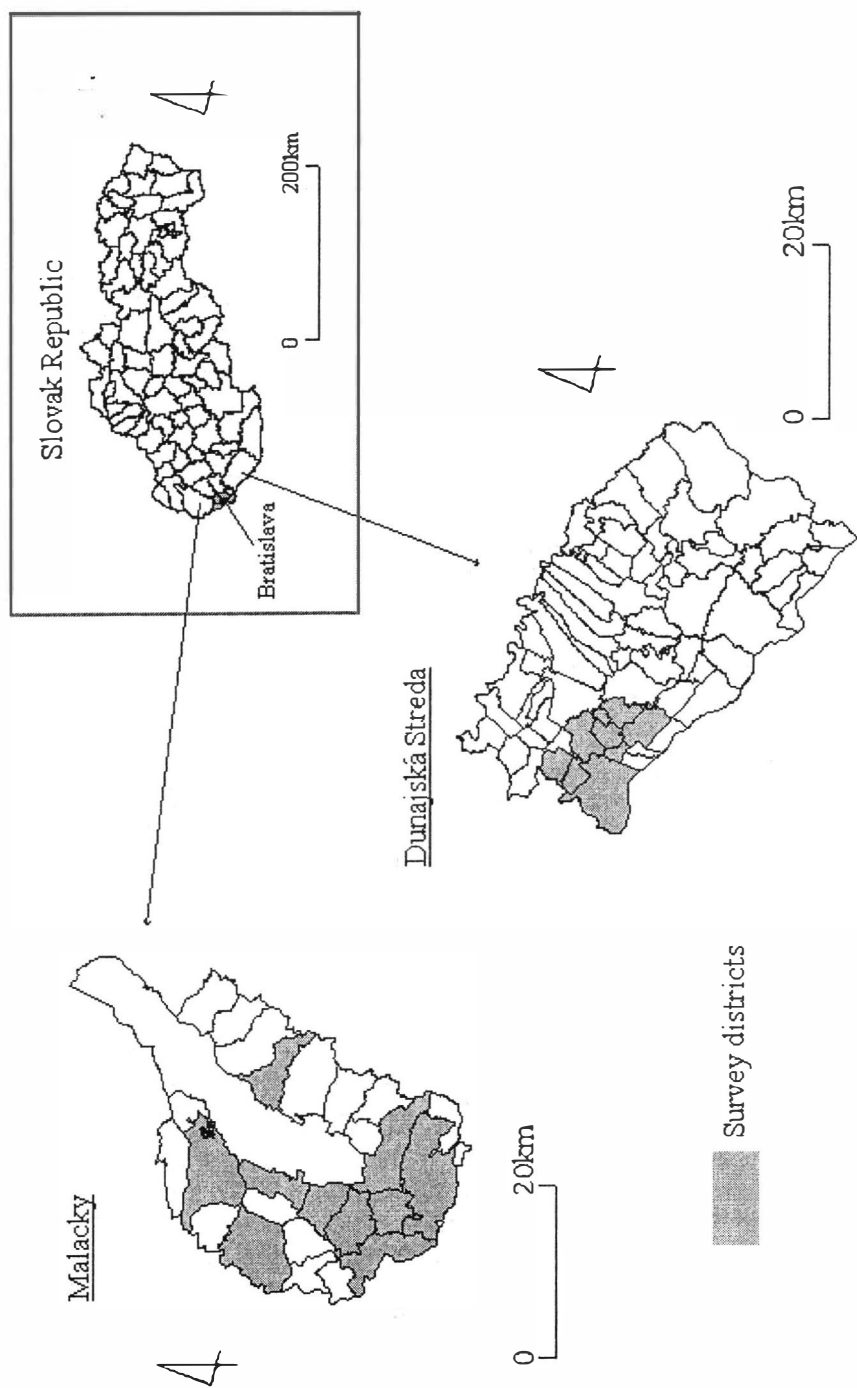 Slovak Republic
Bratislava
0
200km
Malacky
0
20km
Dunajská Streda
0
20km
Survey districts